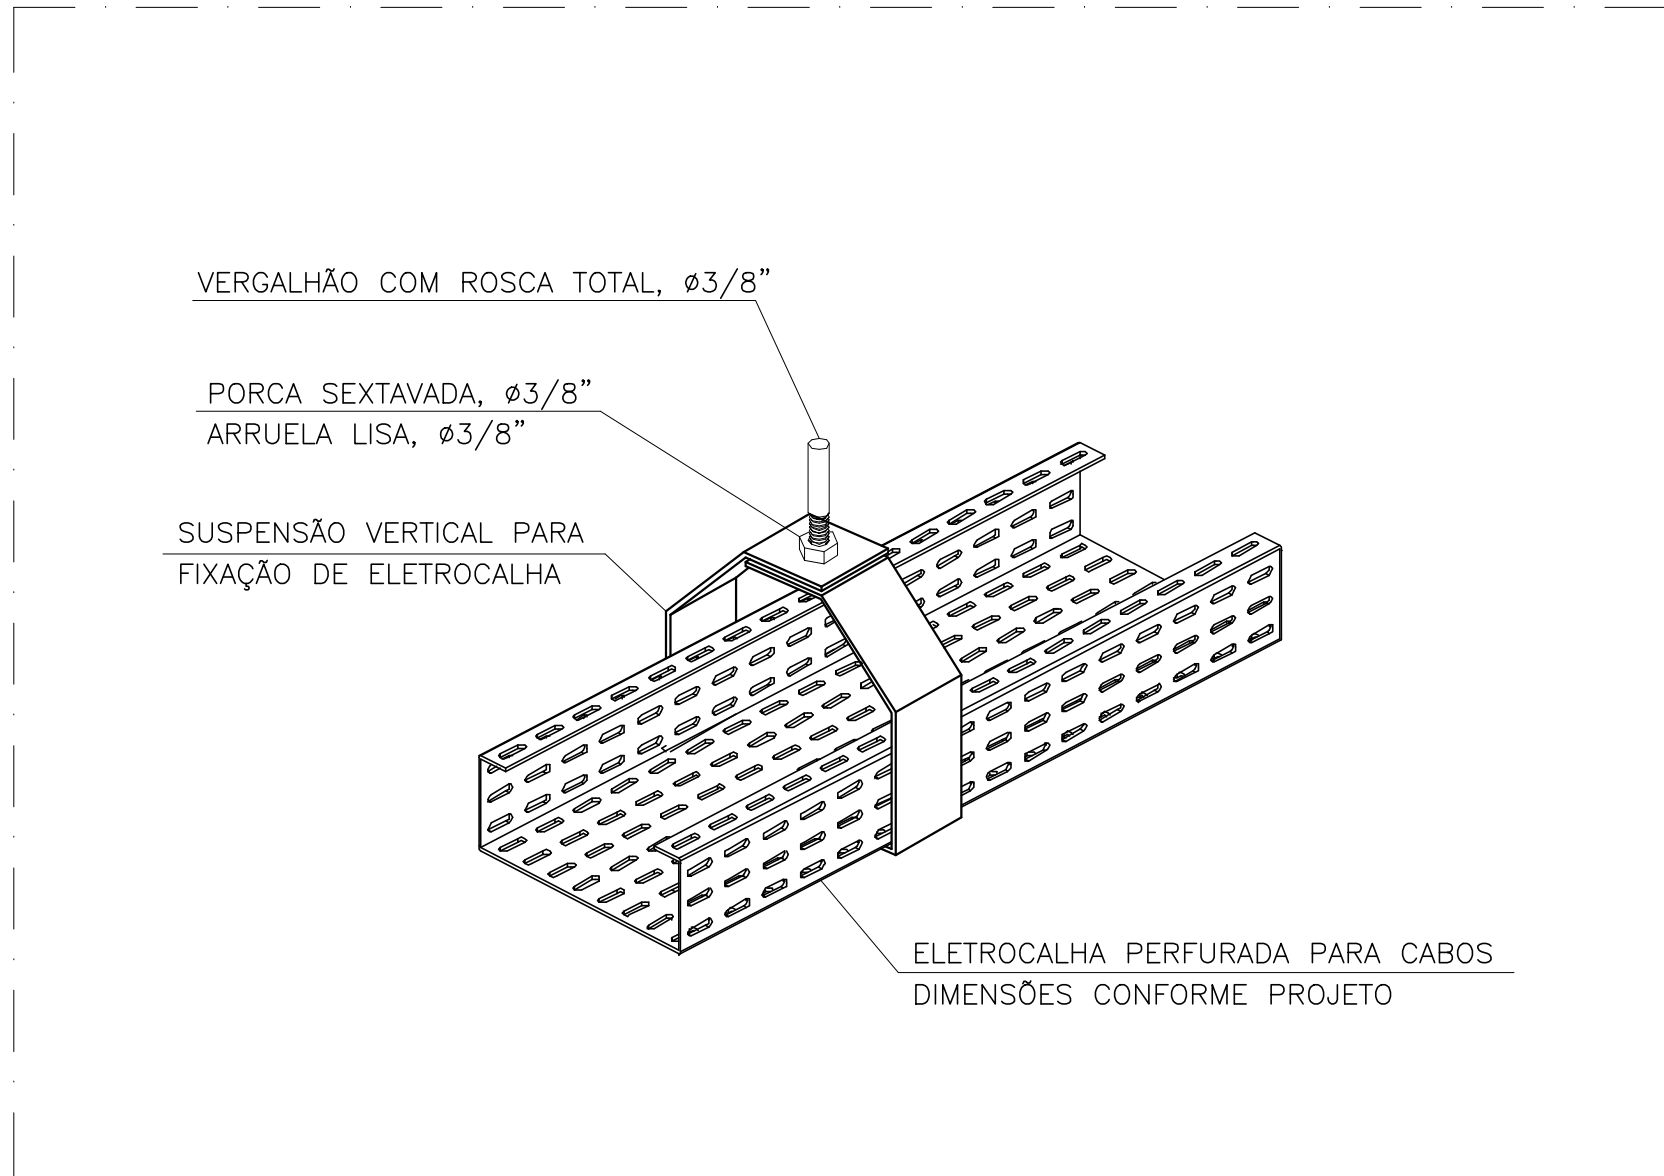 VERGALHÃO COM ROSCA TOTAL, ø3/8”
PORCA SEXTAVADA, ø3/8”
ARRUELA LISA, ø3/8”
SUSPENSÃO VERTICAL PARA
FIXAÇÃO DE ELETROCALHA
ELETROCALHA PERFURADA PARA CABOS
DIMENSÕES CONFORME PROJETO